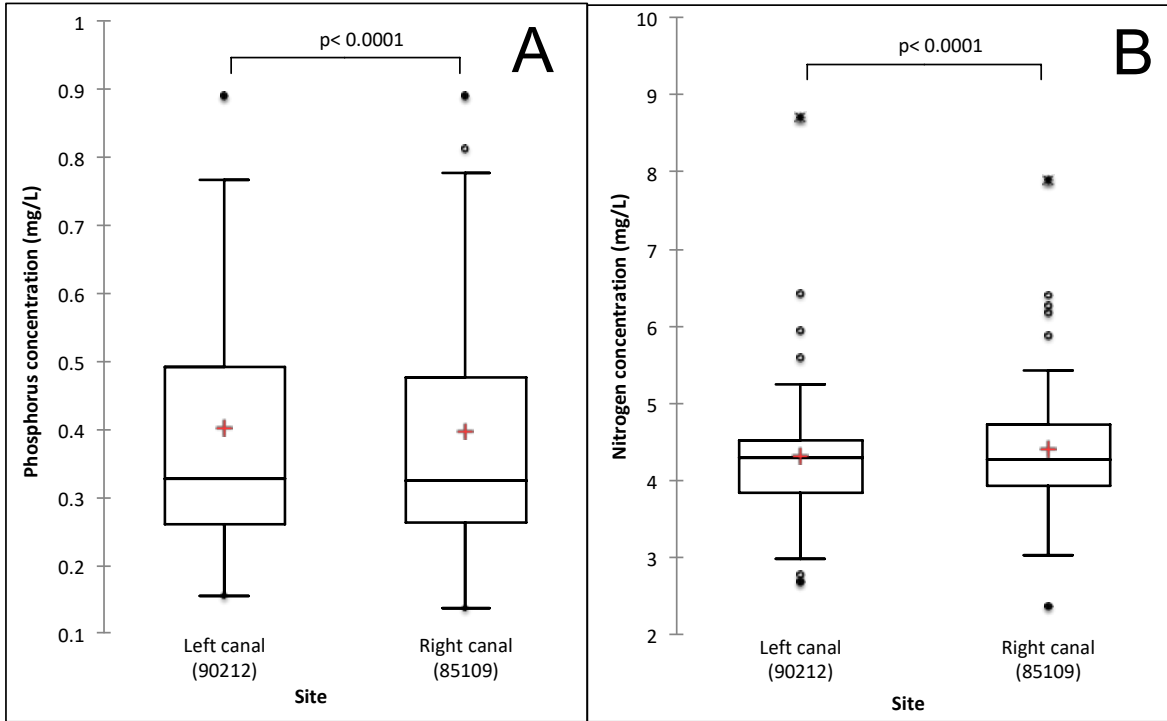 A
p< 0.0001
Phosphorus concentration (mg/L)
1
0.9
0.8
0.7
0.6
0.5
0.4
0.3
0.2
0.1
Left canal
(90212)
Right canal
(85109)
Site
B
p< 0.0001
Nitrogen concentration (mg/L)
10
9
8
7
6
5
4
3
2
Left canal
(90212)
Right canal
(85109)
Site